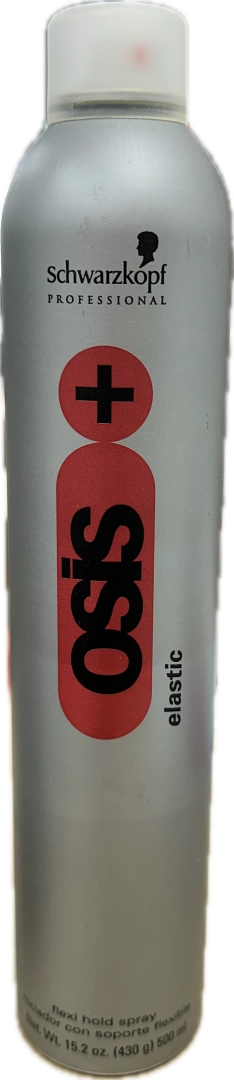 Schwarzkopf
PROFESSIONAL
OSiS
+
elastic
flexi hold spray
fijador con soporte flexible
Net. Wt. 15.2 oz. (430 g) 500 ml